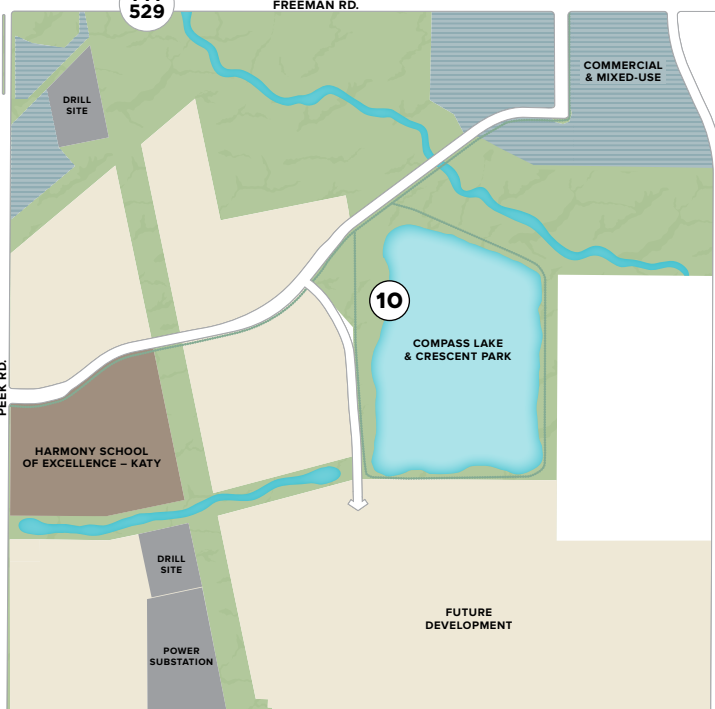 529
FREEMAN RD.
COMMERCIAL
& MIXED-USE
DRILL
SITE
10
COMPASS LAKE
& CRESCENT PARK
PEEK RD.
HARMONY SCHOOL
OF EXCELLENCE – KATY
DRILL
SITE
FUTURE
DEVELOPMENT
POWER
SUBSTATION